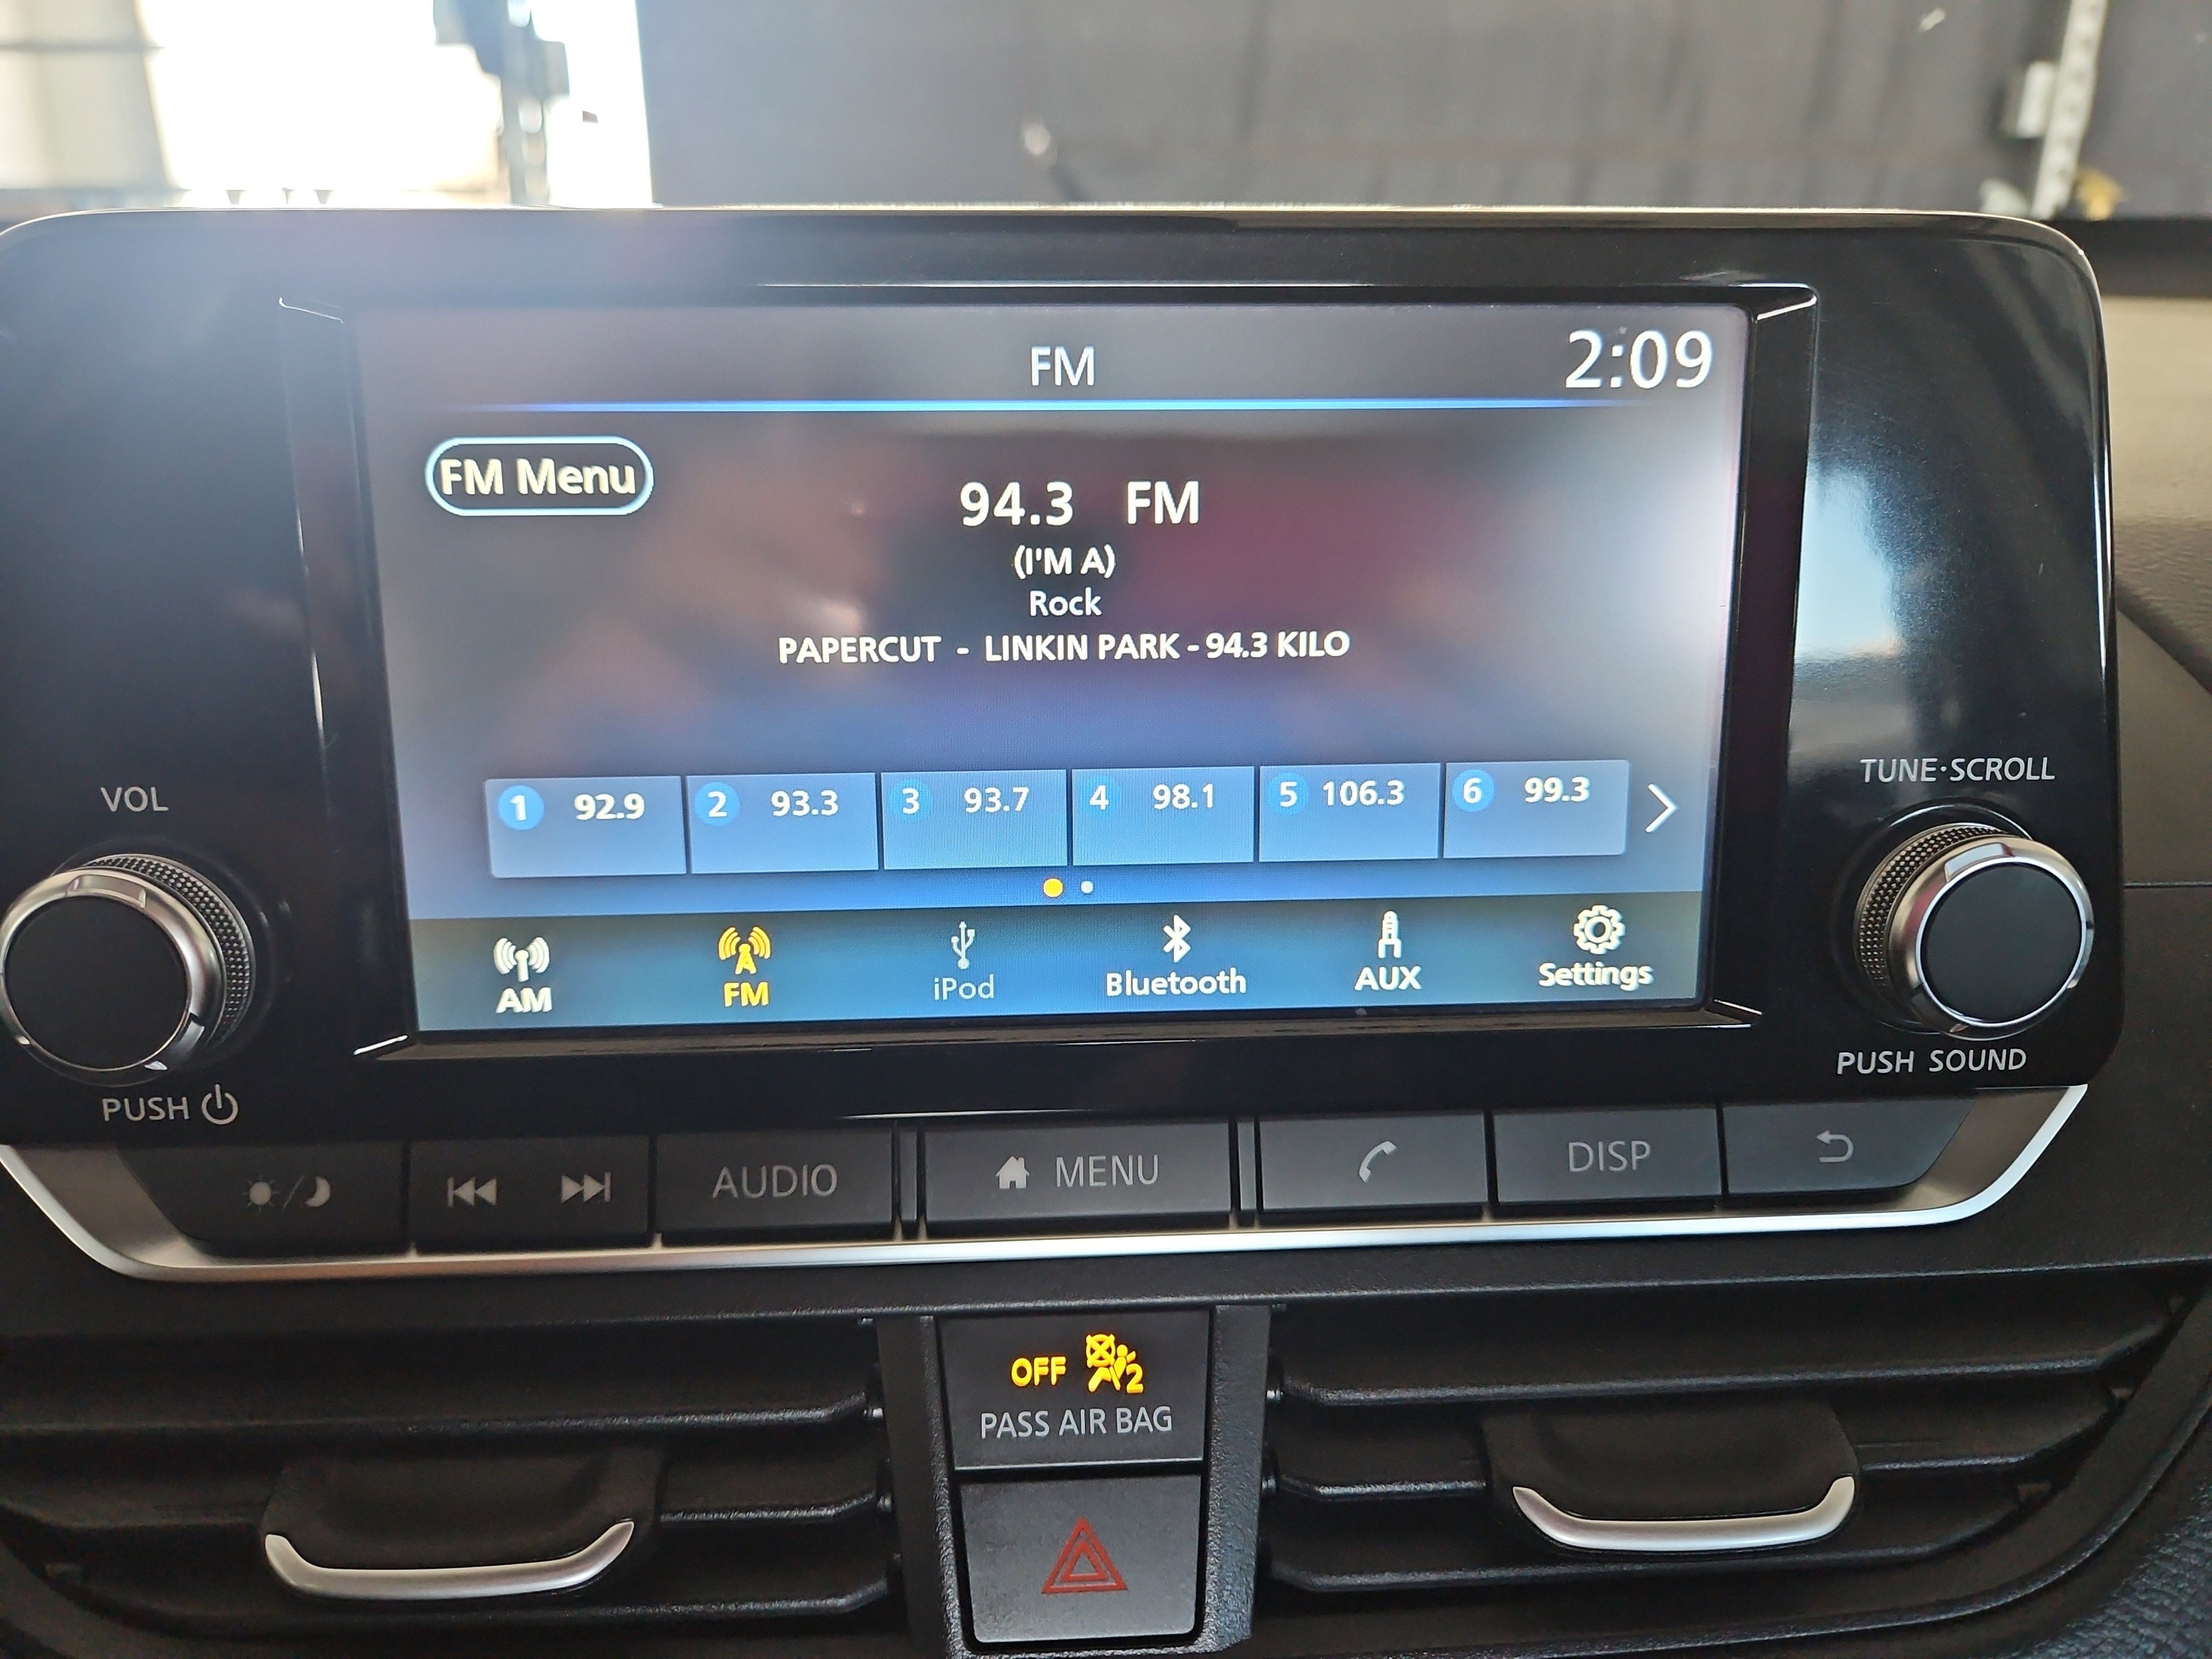 FM
2:09
FM Menu
94.3 FM
(I'M A)
Rock
PAPERCUT - LINKIN PARK - 94.3 KILO
1 92.9 2 93.3 3 93.7 4 98.1 5 106.3 6 99.3
AM FM iPod Bluetooth AUX Settings
VOL
PUSH
TUNE·SCROLL
PUSH SOUND
AUDIO MENU DISP
OFF 2
PASS AIR BAG